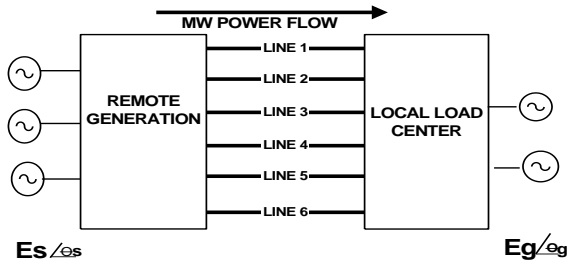 MW POWER FLOW
LINE 1
LINE 2
REMOTE
GENERATION
LINE 3
LOCAL LOAD
CENTER
LINE 4
LINE 5
LINE 6
Es/Θs
Eg/Θg